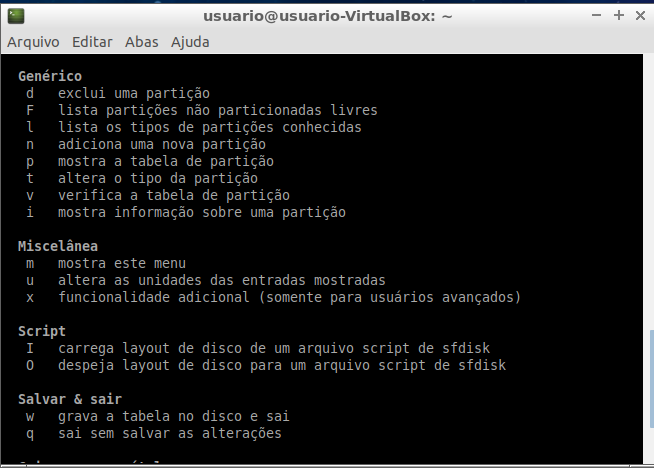 usuario@usuario-VirtualBox: ~
Arquivo Editar Abas Ajuda
Genérico
d exclui uma partição
F lista partições não particionadas livres
l lista os tipos de partições conhecidas
n adiciona uma nova partição
p mostra a tabela de partição
t altera o tipo da partição
v verifica a tabela de partição
i mostra informação sobre uma partição
Miscelânea
m mostra este menu
u altera as unidades das entradas mostradas
x funcionalidade adicional (somente para usuários avançados)
Script
I carrega layout de disco de um arquivo script de sfdisk
O despeja layout de disco para um arquivo script de sfdisk
Salvar & sair
w grava a tabela no disco e sai
q sai sem salvar as alterações